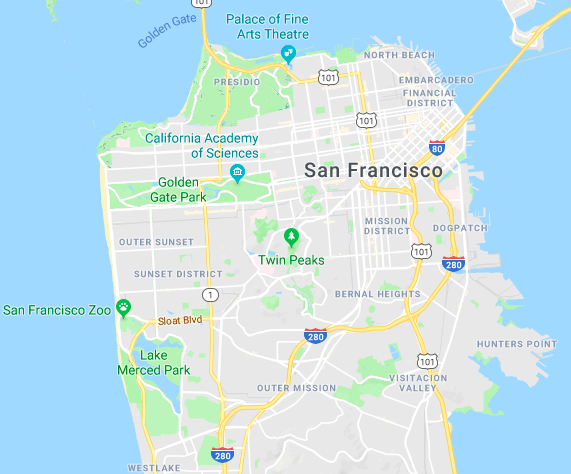 101
Golden Gate
Palace of Fine
Arts Theatre
NORTH BEACH
PRESIDIO
101
EMBARCADERO
FINANCIAL
DISTRICT
101
California Academy
of Sciences
80
San Francisco
Golden
Gate Park
MISSION
DISTRICT
DOGPATCH
OUTER SUNSET
Twin Peaks
101
280
SUNSET DISTRICT
1
BERNAL HEIGHTS
San Francisco Zoo
Sloat Blvd
280
HUNTERS POINT
Lake
Merced Park
101
OUTER MISSION
VISITACION
VALLEY
280
WESTLAKE